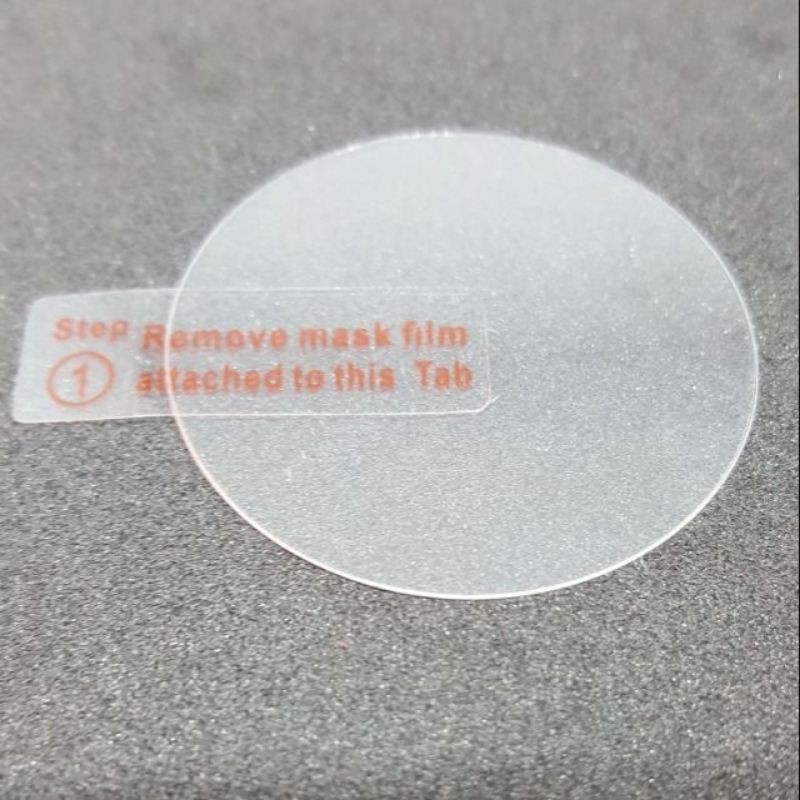 Step Remove mask film
① attached to this Tab